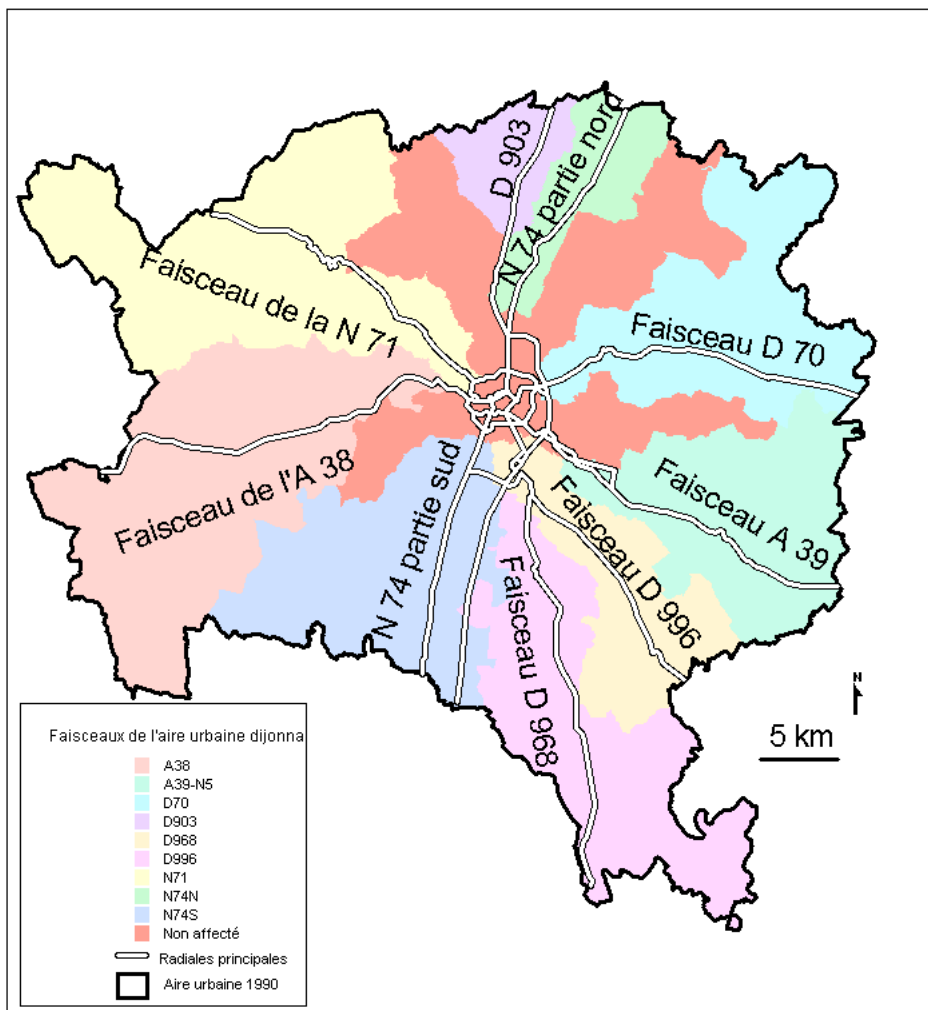 D 903
N 74 partie nord
Faisceau de la N 71
Faisceau D 70
Faisceau de l'A 38
N 74 partie sud
Faisceau A 39
Faisceau D 996
Faisceau D 968
N
5 km
Faisceaux de l'aire urbaine dijonna
A38
A39-N5
D70
D903
D968
D996
N71
N74N
N74S
Non affecté
Radiales principales
Aire urbaine 1990